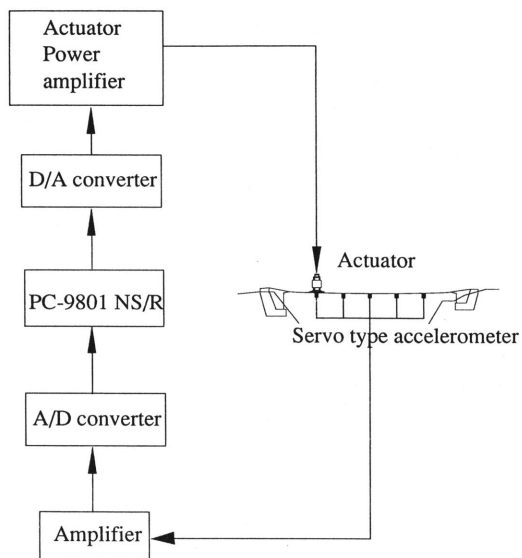 Actuator
Power
amplifier
D/A converter
PC-9801 NS/R
A/D converter
Amplifier
Actuator
Servo type accelerometer